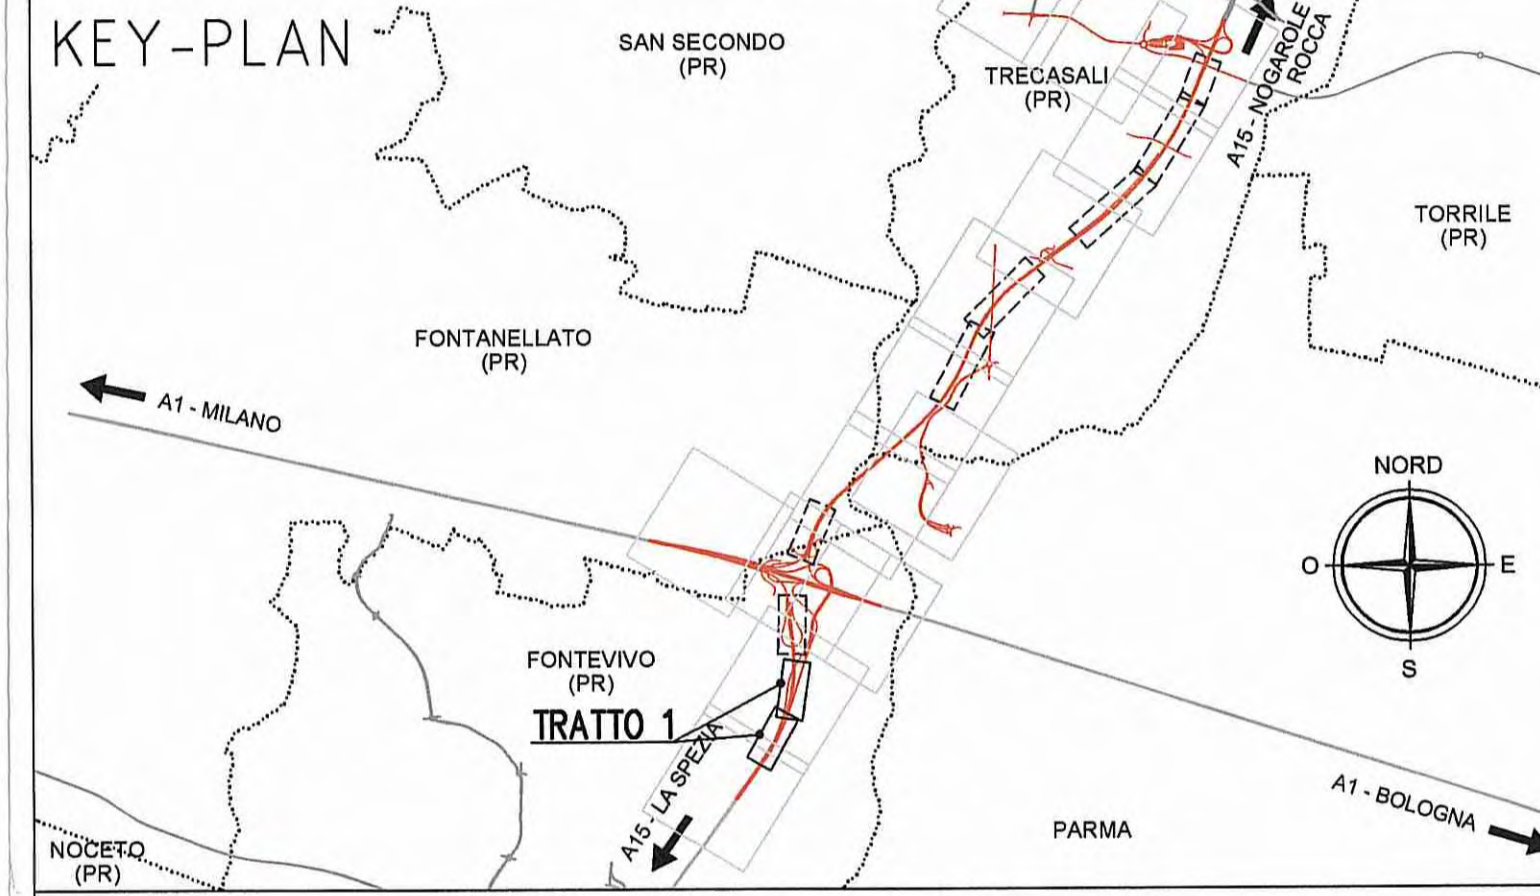 KEY-PLAN
SAN SECONDO
(PR)
TRECASALI
(PR)
A15 - NOGAROLE
ROCCA
TORRILE
(PR)
FONTANELLATO
(PR)
A1 - MILANO
NORD
O
E
S
FONTEVIVO
(PR)
TRATTO 1
A15 - LA SPEZIA
A1 - BOLOGNA
PARMA
NOCETO
(PR)